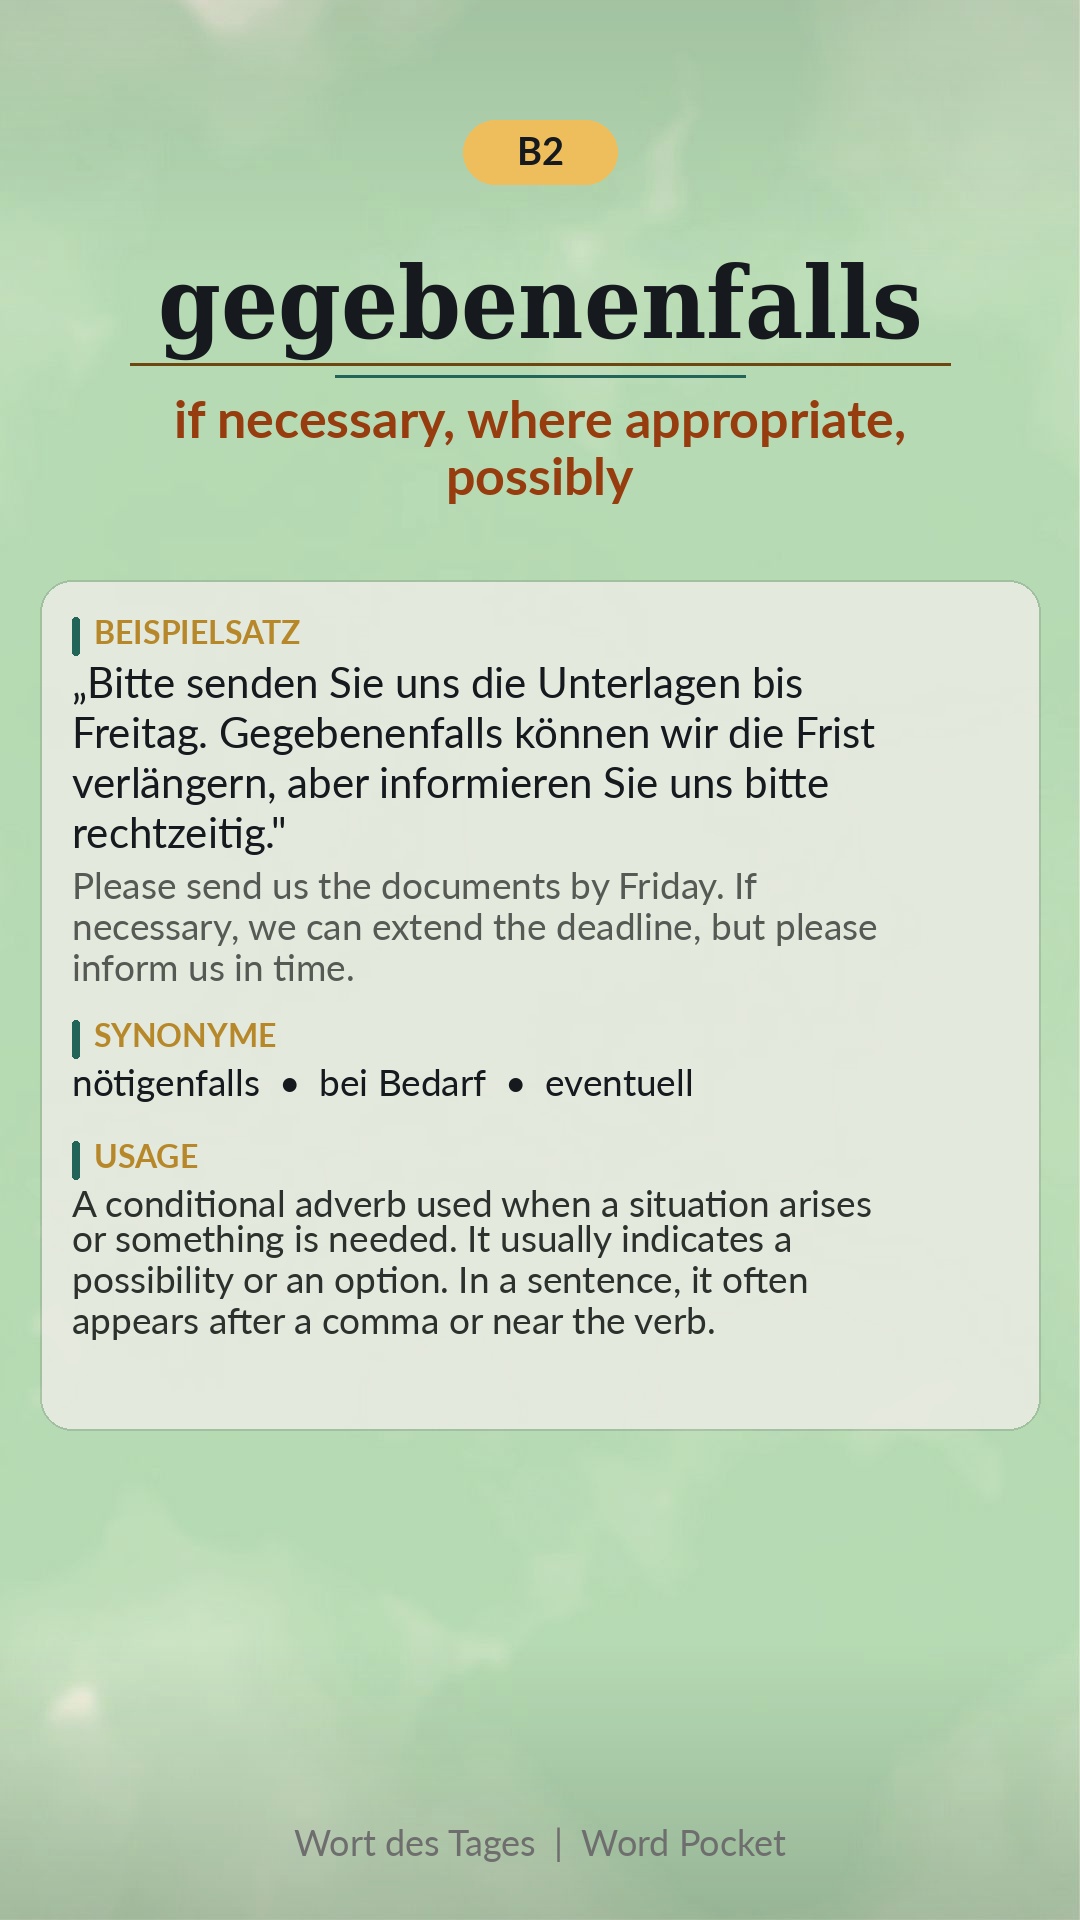 B2
gegebenenfalls
if necessary, where appropriate,
possibly
BEISPIELSATZ
„Bitte senden Sie uns die Unterlagen bis
Freitag. Gegebenenfalls können wir die Frist
verlängern, aber informieren Sie uns bitte
rechtzeitig."
Please send us the documents by Friday. If
necessary, we can extend the deadline, but please
inform us in time.
SYNONYME
nötigenfalls • bei Bedarf • eventuell
USAGE
A conditional adverb used when a situation arises
or something is needed. It usually indicates a
possibility or an option. In a sentence, it often
appears after a comma or near the verb.
Wort des Tages | Word Pocket